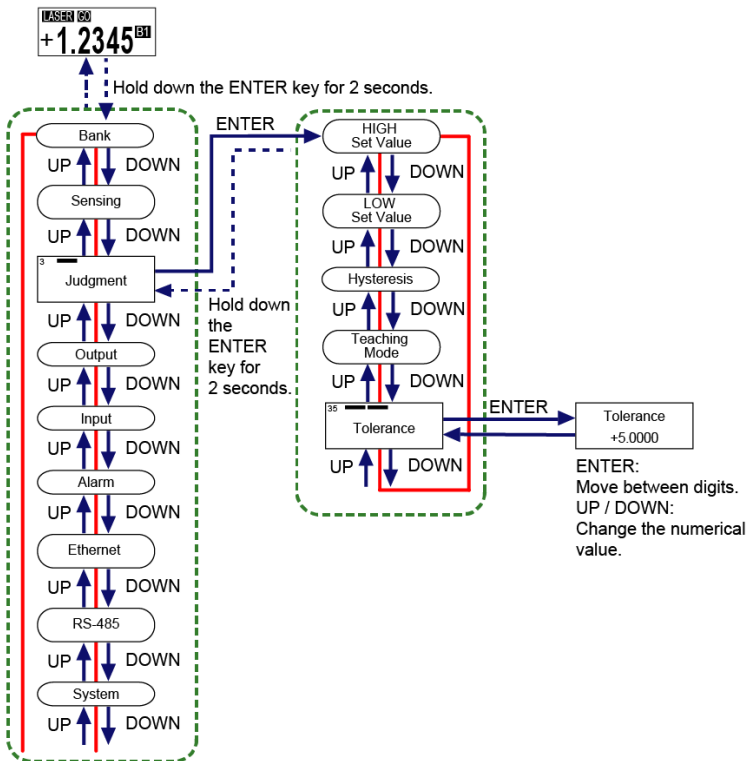 LASER GO
+1.2345 B1
Hold down the ENTER key for 2 seconds.
Bank
UP DOWN
Sensing
UP DOWN
3
Judgment
UP DOWN
Output
UP DOWN
Input
UP DOWN
Alarm
UP DOWN
Ethernet
UP DOWN
RS-485
UP DOWN
System
UP DOWN
ENTER
Hold down
the
ENTER
key for
2 seconds.
HIGH
Set Value
UP DOWN
LOW
Set Value
UP DOWN
Hysteresis
UP DOWN
Teaching
Mode
UP DOWN
35
Tolerance
UP DOWN
ENTER
Tolerance
+5.0000
ENTER:
Move between digits.
UP / DOWN:
Change the numerical
value.